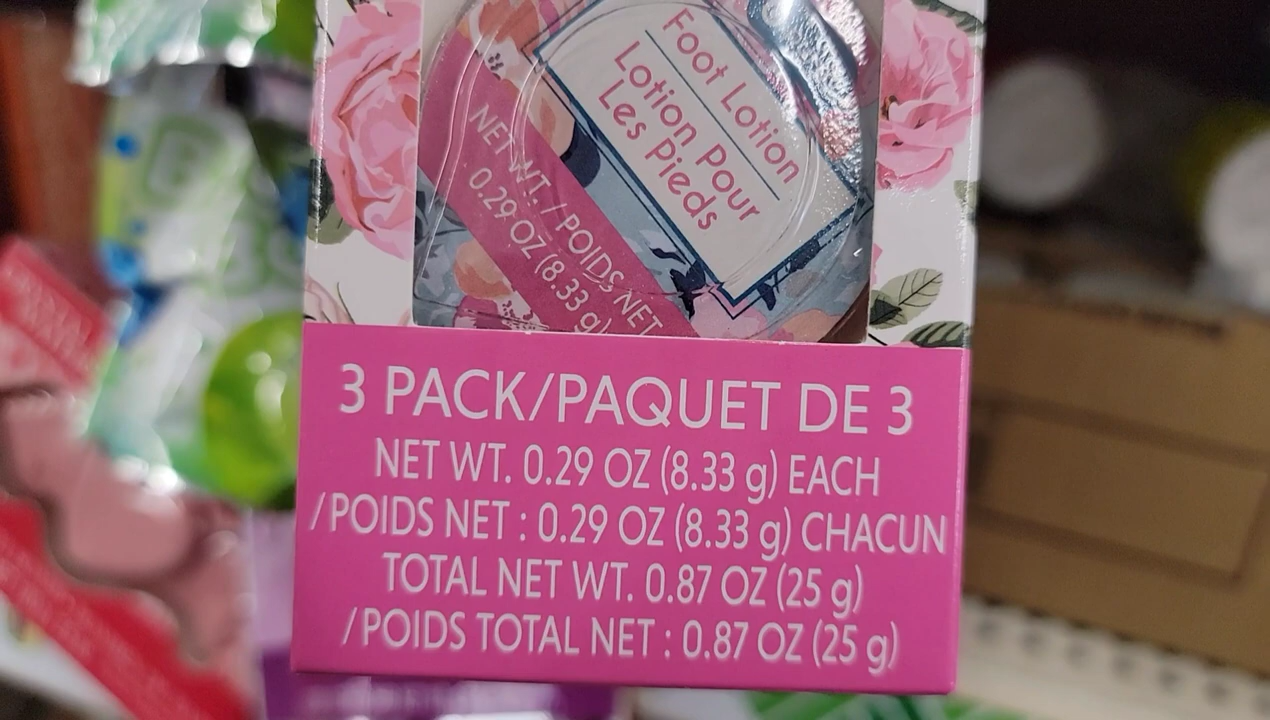 Foot Lotion
Lotion Pour
Les Pieds
NET WT. / POIDS NET
0.29 OZ (8.33 g)
3 PACK/PAQUET DE 3
NET WT. 0.29 OZ (8.33 g) EACH
/POIDS NET : 0.29 OZ (8.33 g) CHACUN
TOTAL NET WT. 0.87 OZ (25 g)
/POIDS TOTAL NET : 0.87 OZ (25 g)